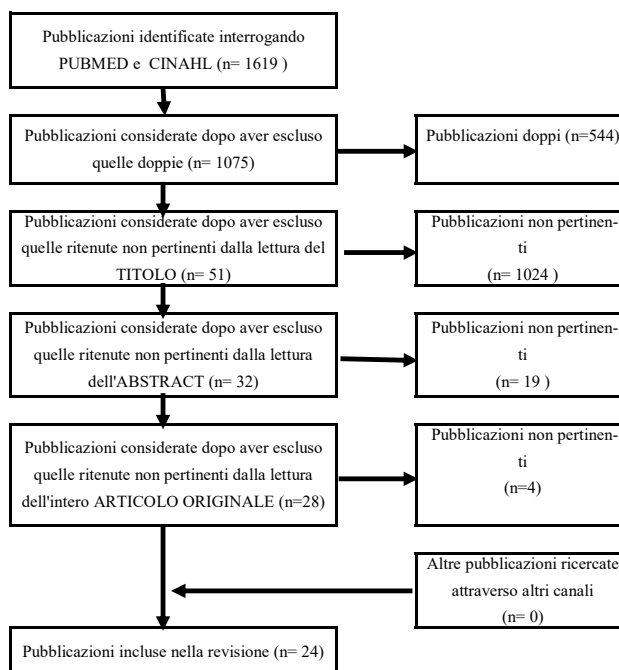 Pubblicazioni identificate interrogando
PUBMED e CINAHL (n= 1619 )
Pubblicazioni considerate dopo aver escluso
quelle doppie (n= 1075)
Pubblicazioni doppi (n=544)
Pubblicazioni considerate dopo aver escluso
quelle ritenute non pertinenti dalla lettura del
TITOLO (n= 51)
Pubblicazioni non pertinen-
ti
(n= 1024 )
Pubblicazioni considerate dopo aver escluso
quelle ritenute non pertinenti dalla lettura
dell'ABSTRACT (n= 32)
Pubblicazioni non pertinen-
ti
(n= 19 )
Pubblicazioni considerate dopo aver escluso
quelle ritenute non pertinenti dalla lettura
dell'intero ARTICOLO ORIGINALE (n=28)
Pubblicazioni non pertinen-
ti
(n=4)
Altre pubblicazioni ricercate
attraverso altri canali
(n= 0)
Pubblicazioni incluse nella revisione (n= 24)